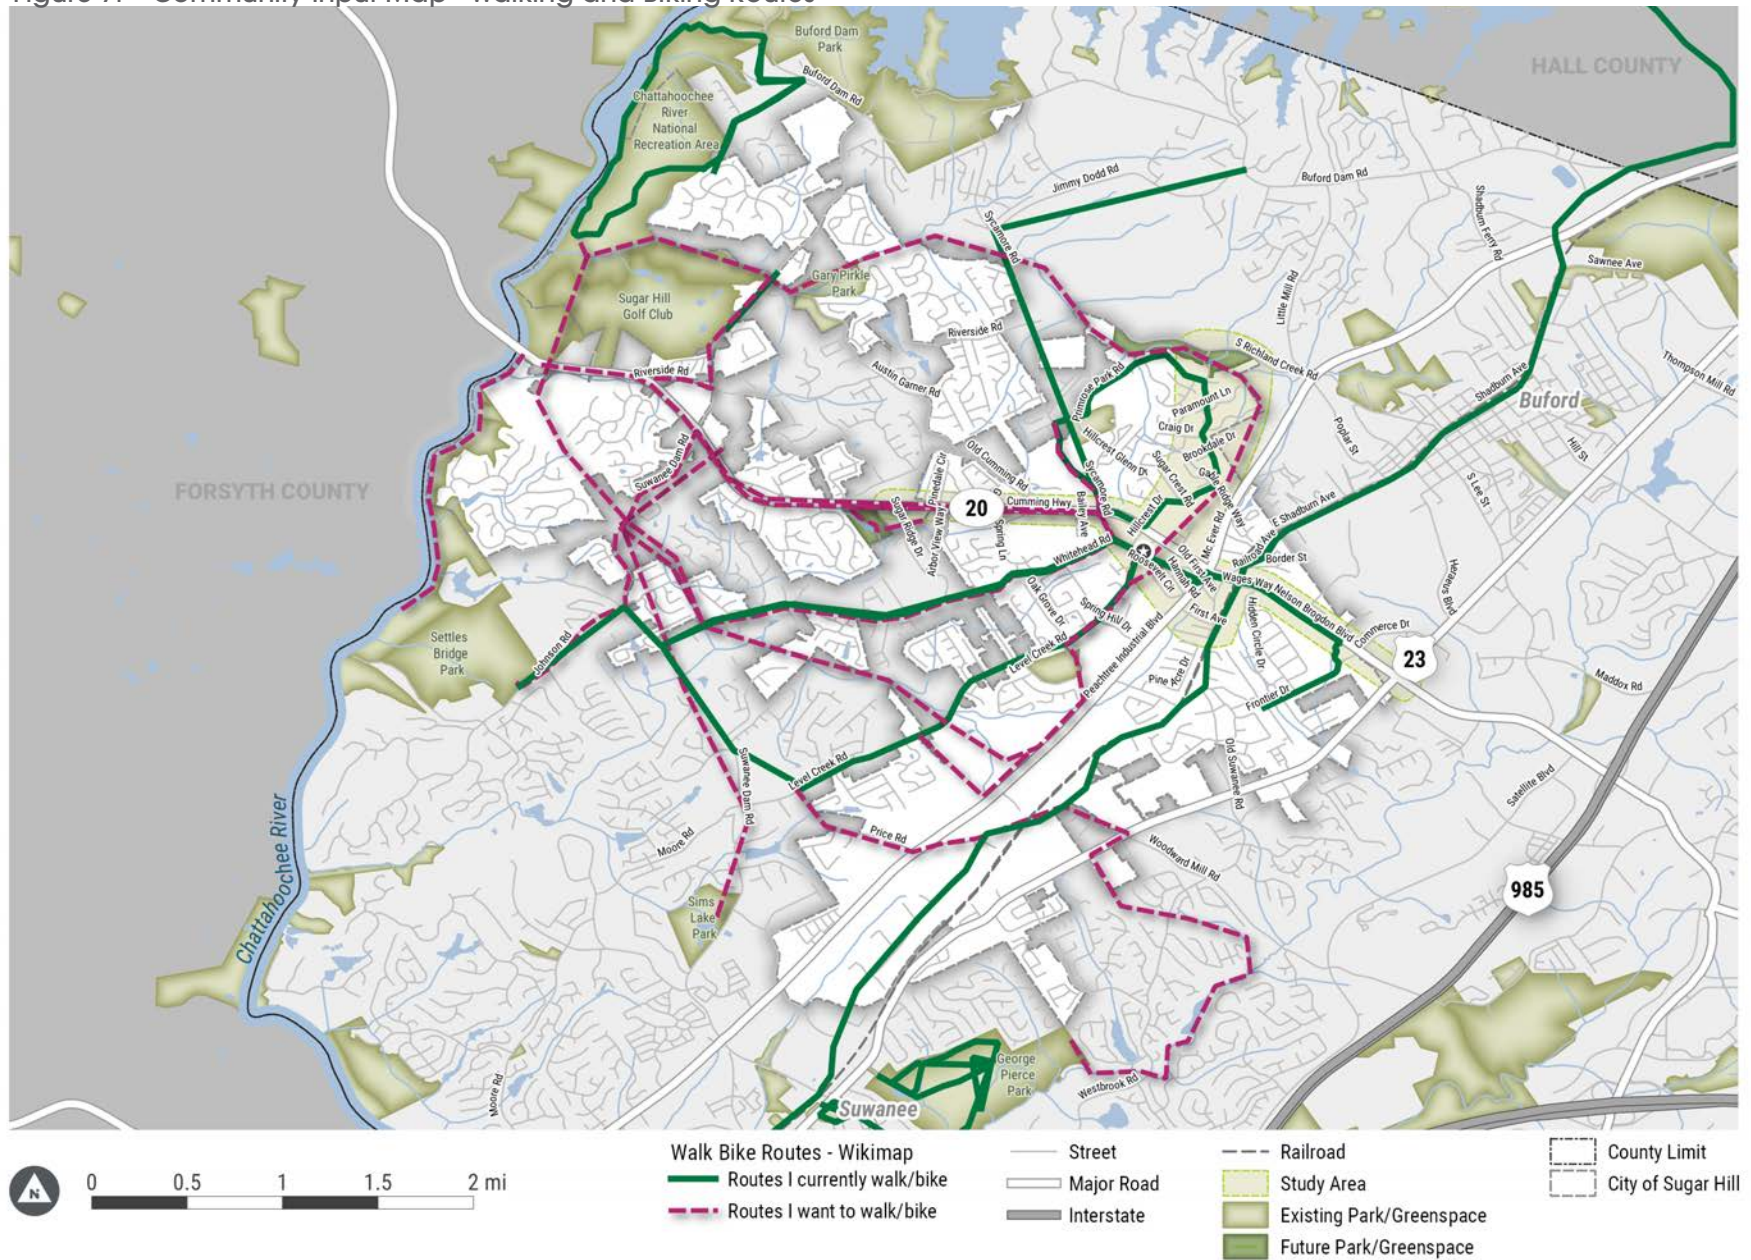 Figure 7. - Community Input Map - Walking and Biking Routes
Buford Dam
Park
HALL COUNTY
Buford Dam Rd
Chattahoochee
River
National
Recreation Area
Jimmy Dodd Rd
Buford Dam Rd
Shadburn Ferry Rd
Sycamore Rd
Sawnee Ave
Gary Pirkle
Park
Sugar Hill
Golf Club
Little Mill Rd
Riverside Rd
S Richland Creek Rd
Thompson Mill Rd
Riverside Rd
Austin Garner Rd
Primrose Park Rd
Shadburn Ave
Buford
Paramount Ln
Craig Dr
Poplar St
Hill St
Suwanee Dam Rd
Old Cumming Rd
Hillcrest Glenn Dr
Brookdale Dr
Pinedale Cir
Sugar Crest Rd
Gable Ridge Way
S Lee St
FORSYTH COUNTY
Sycamore Rd
20
Cumming Hwy
Bailey Ave
Hillcrest Dr
Sugar Ridge Dr
Arbor View Way
Spring Ln
Mc Ever Rd
E Shadburn Ave
Whitehead Rd
Railroad Ave
Border St
Roosevelt Cir
Old First Ave
Hannah Rd
Wages Way
Nelson Brogdon Blvd
Heraeus Blvd
Oak Grove Dr
Spring Hill Dr
First Ave
Hidden Circle Dr
Commerce Dr
Settles
Bridge
Park
Johnson Rd
Level Creek Rd
Peachtree Industrial Blvd
23
Pine Acre Dr
Frontier Dr
Maddox Rd
Suwanee Dam Rd
Level Creek Rd
Old Suwanee Rd
Satellite Blvd
Moore Rd
Price Rd
Woodward Mill Rd
Chattahoochee River
Sims
Lake
Park
985
George
Pierce
Park
Moore Rd
Westbrook Rd
Suwanee
N
0 0.5 1 1.5 2 mi
Walk Bike Routes - Wikimap
Routes I currently walk/bike
Routes I want to walk/bike
Street
Major Road
Interstate
Railroad
Study Area
Existing Park/Greenspace
Future Park/Greenspace
County Limit
City of Sugar Hill